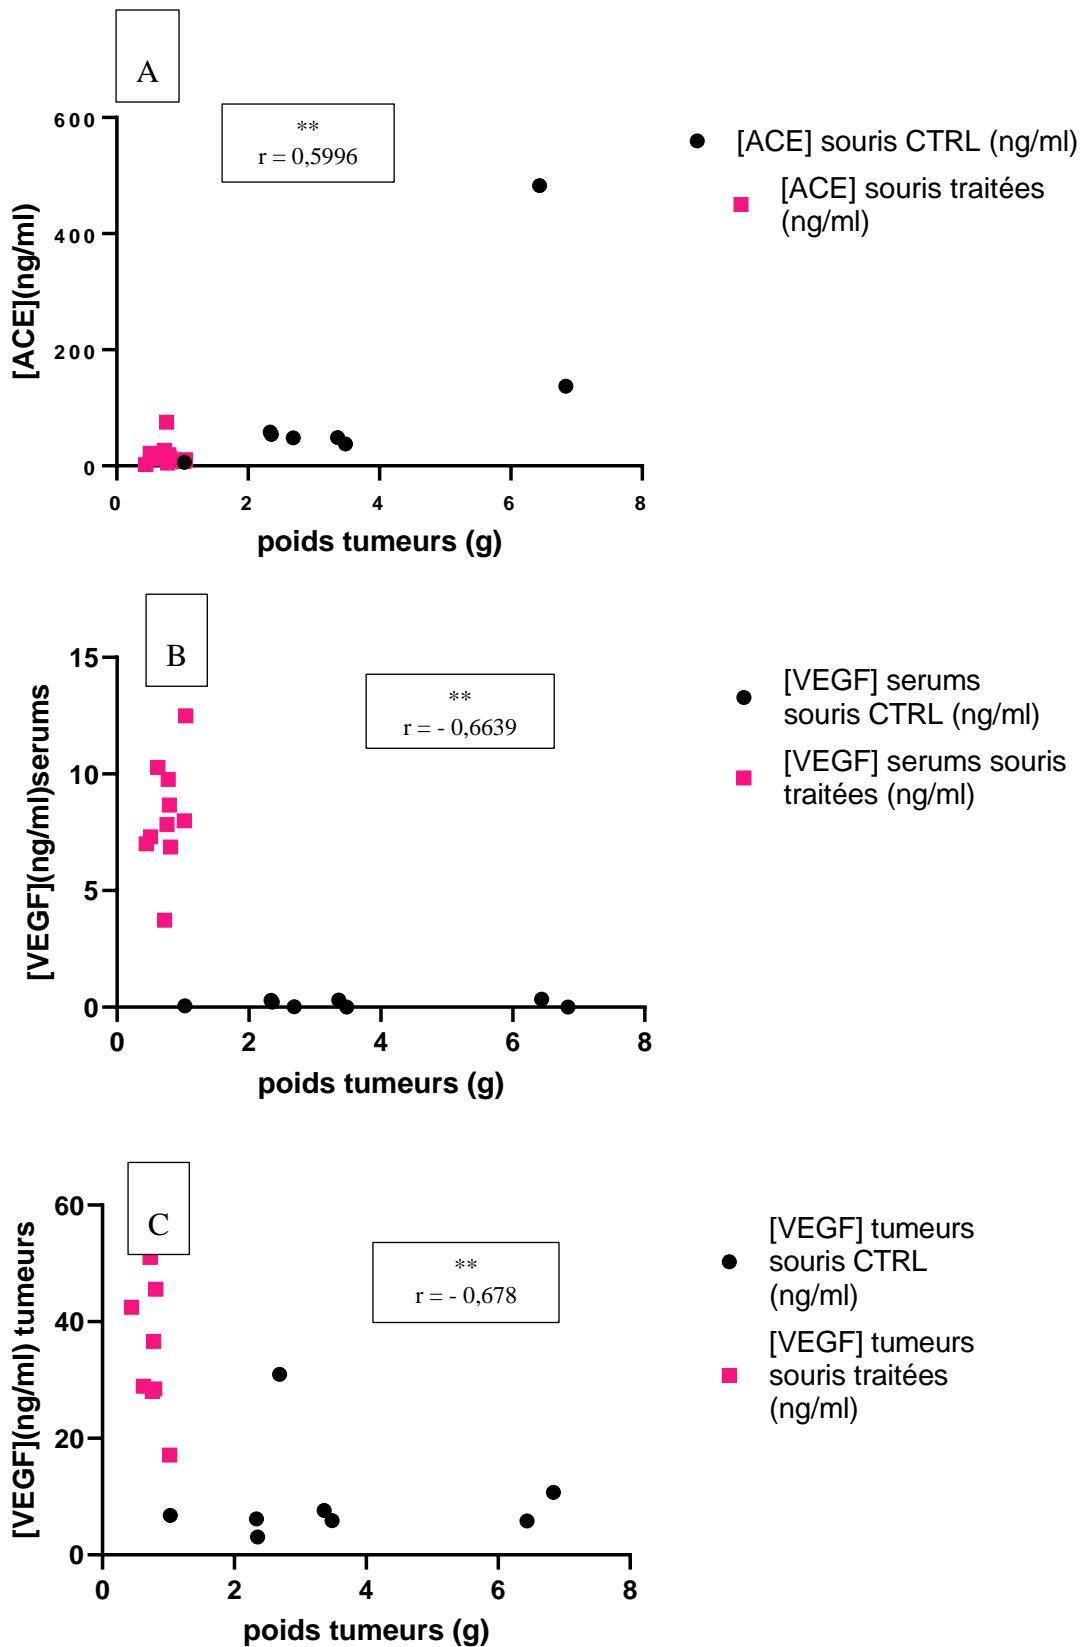 A
**
r = 0,5996
600
400
200
0
[ACE](ng/ml)
0 2 4 6 8
poids tumeurs (g)
[ACE] souris CTRL (ng/ml)
[ACE] souris traitées
(ng/ml)
B
**
r = - 0,6639
15
10
5
0
[VEGF](ng/ml)serums
0 2 4 6 8
poids tumeurs (g)
[VEGF] serums
souris CTRL (ng/ml)
[VEGF] serums souris
traitées (ng/ml)
C
**
r = - 0,678
60
40
20
0
[VEGF](ng/ml) tumeurs
0 2 4 6 8
poids tumeurs (g)
[VEGF] tumeurs
souris CTRL
(ng/ml)
[VEGF] tumeurs
souris traitées
(ng/ml)